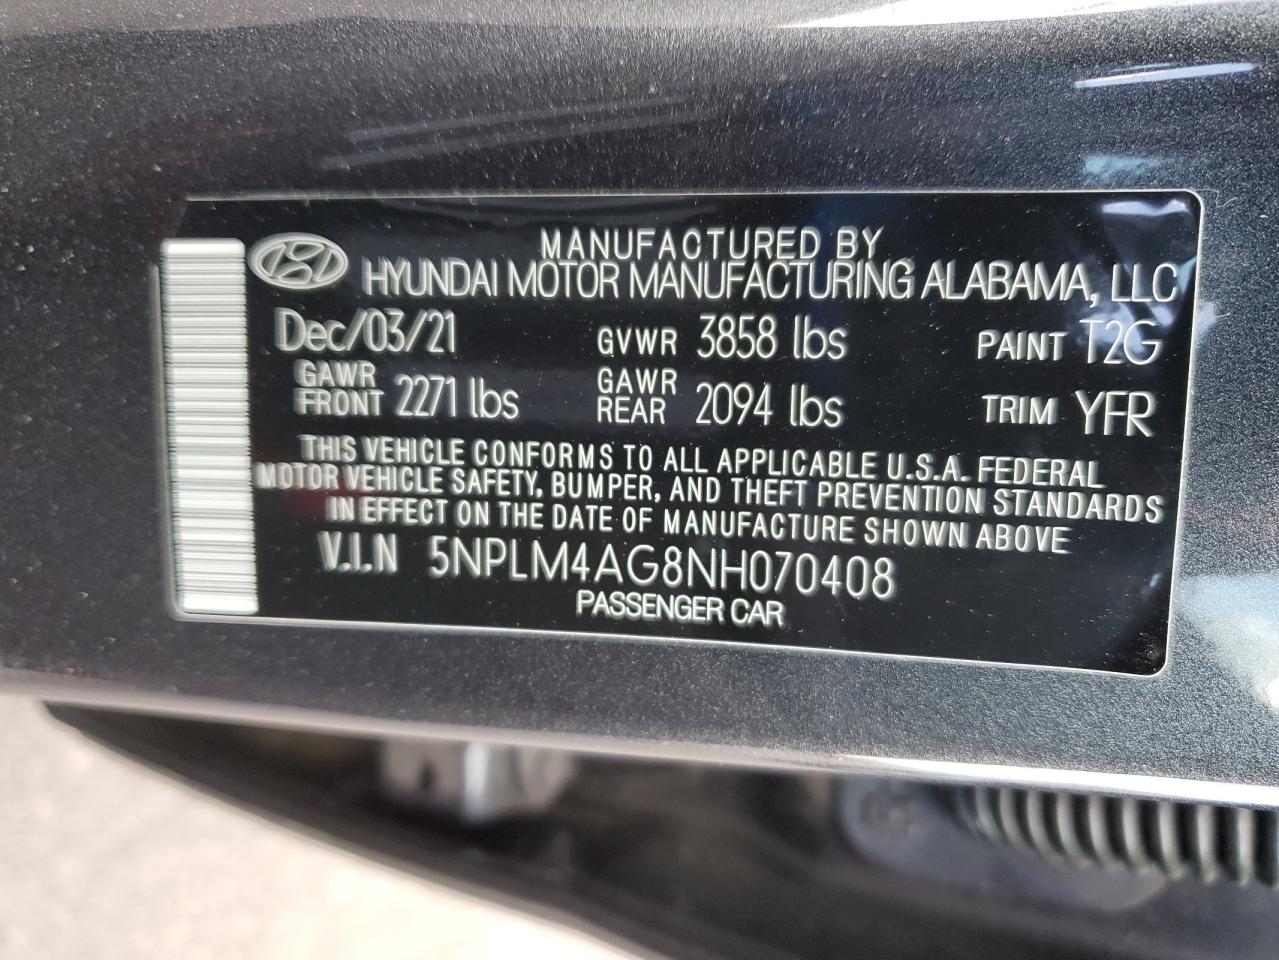 MANUFACTURED BY
HYUNDAI MOTOR MANUFACTURING ALABAMA, LLC
Dec/03/21 GVWR 3858 lbs PAINT T2G
GAWR FRONT 2271 lbs GAWR REAR 2094 lbs TRIM YFR
THIS VEHICLE CONFORMS TO ALL APPLICABLE U.S.A. FEDERAL
MOTOR VEHICLE SAFETY, BUMPER, AND THEFT PREVENTION STANDARDS
IN EFFECT ON THE DATE OF MANUFACTURE SHOWN ABOVE
V.I.N 5NPLM4AG8NH070408
PASSENGER CAR